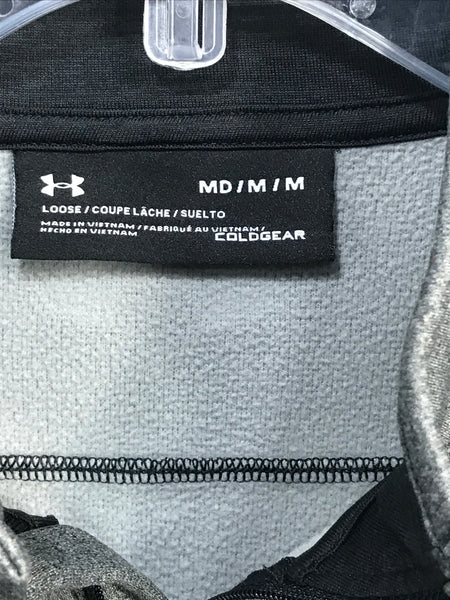 MD / M / M
LOOSE / COUPE LÂCHE / SUELTO
MADE IN VIETNAM / FABRIQUÉ AU VIETNAM /
HECHO EN VIETNAM
COLDGEAR